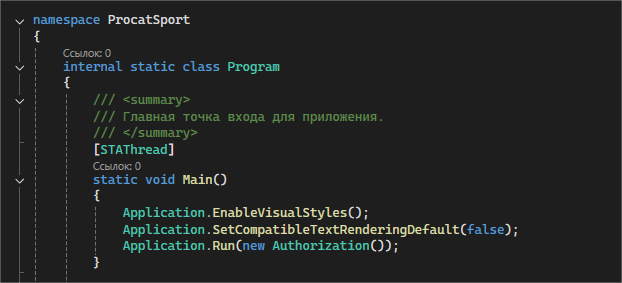 namespace ProcatSport
{
Ссылок: 0
internal static class Program
{
/// <summary>
/// Главная точка входа для приложения.
/// </summary>
[STAThread]
Ссылок: 0
static void Main()
{
Application.EnableVisualStyles();
Application.SetCompatibleTextRenderingDefault(false);
Application.Run(new Authorization());
}